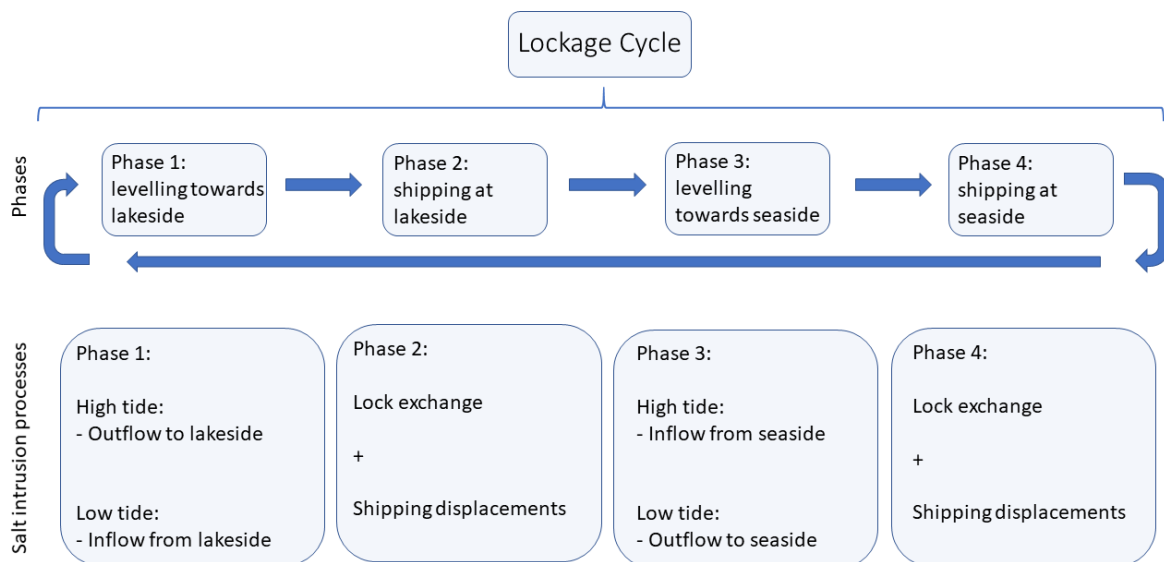 Lockage Cycle
Phases
Phase 1:
levelling towards
lakeside
Phase 2:
shipping at
lakeside
Phase 3:
levelling
towards seaside
Phase 4:
shipping at
seaside
Salt intrusion processes
Phase 1:
High tide:
- Outflow to lakeside
Low tide:
- Inflow from lakeside
Phase 2:
Lock exchange
+
Shipping displacements
Phase 3:
High tide:
- Inflow from seaside
Low tide:
- Outflow to seaside
Phase 4:
Lock exchange
+
Shipping displacements